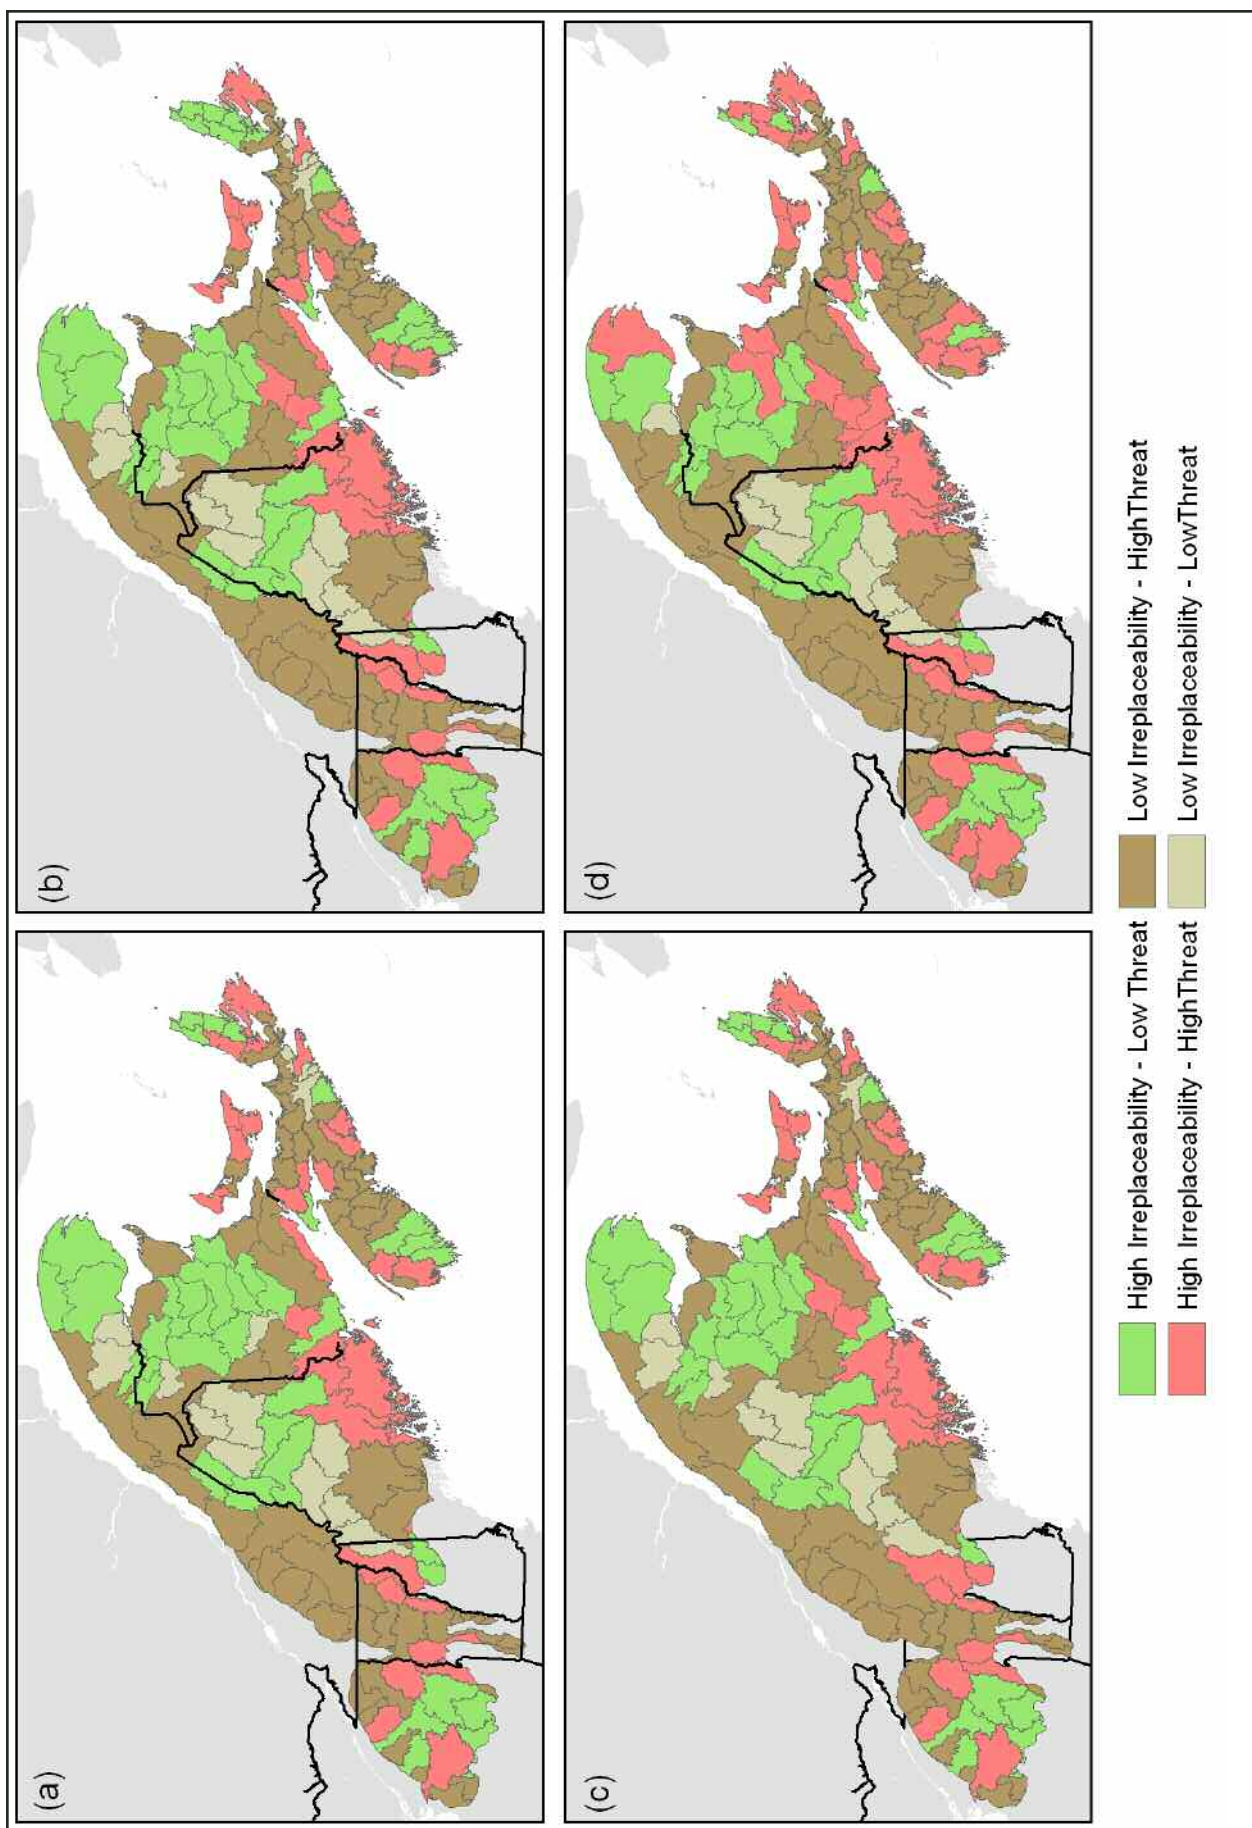 (a)
(b)
(c)
(d)
High Irreplaceability - Low Threat
Low Irreplaceability - HighThreat
High Irreplaceability - HighThreat
Low Irreplaceability - LowThreat